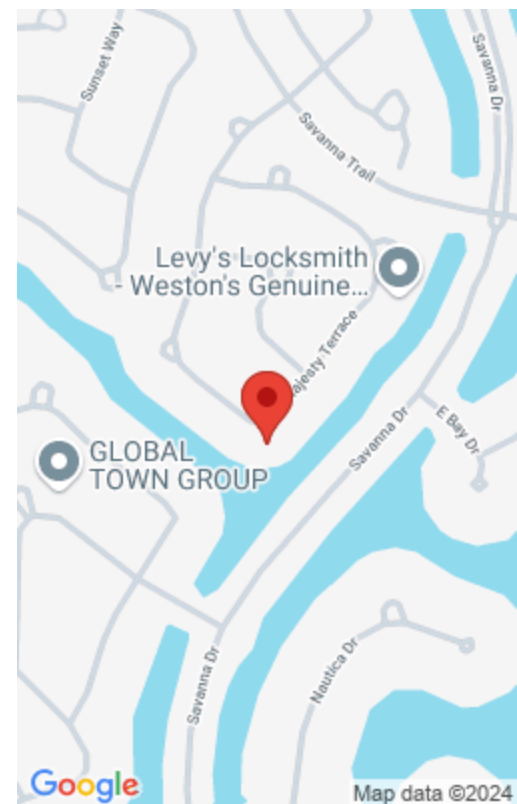 Sunset Way
Savanna Dr
Savanna Trail
Levy's Locksmith
- Weston's Genuine...
ajesty Terrace
GLOBAL
TOWN GROUP
Savanna Dr
E Bay Dr
Savanna Dr
Nautica Dr
Google
Map data ©2024